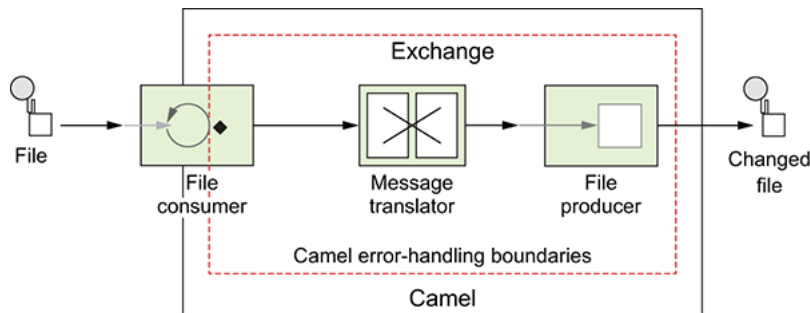 Exchange
File
File
consumer
Message
translator
File
producer
Changed
file
Camel error-handling boundaries
Camel